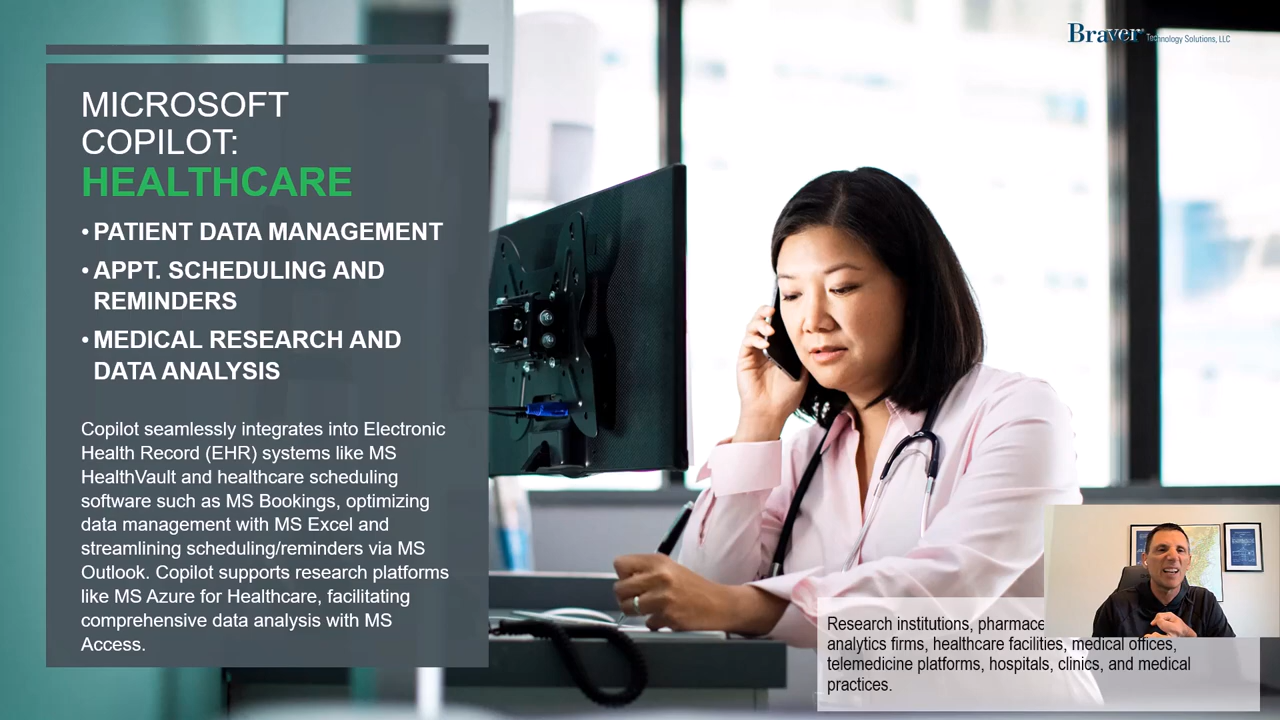 Braver Technology Solutions, LLC
MICROSOFT
COPILOT:
HEALTHCARE
• PATIENT DATA MANAGEMENT
• APPT. SCHEDULING AND
REMINDERS
• MEDICAL RESEARCH AND
DATA ANALYSIS
Copilot seamlessly integrates into Electronic
Health Record (EHR) systems like MS
HealthVault and healthcare scheduling
software such as MS Bookings, optimizing
data management with MS Excel and
streamlining scheduling/reminders via MS
Outlook. Copilot supports research platforms
like MS Azure for Healthcare, facilitating
comprehensive data analysis with MS
Access.
Research institutions,
analytics firms, healthcare facilities, medical offices,
telemedicine platforms, hospitals, clinics, and medical
practices.